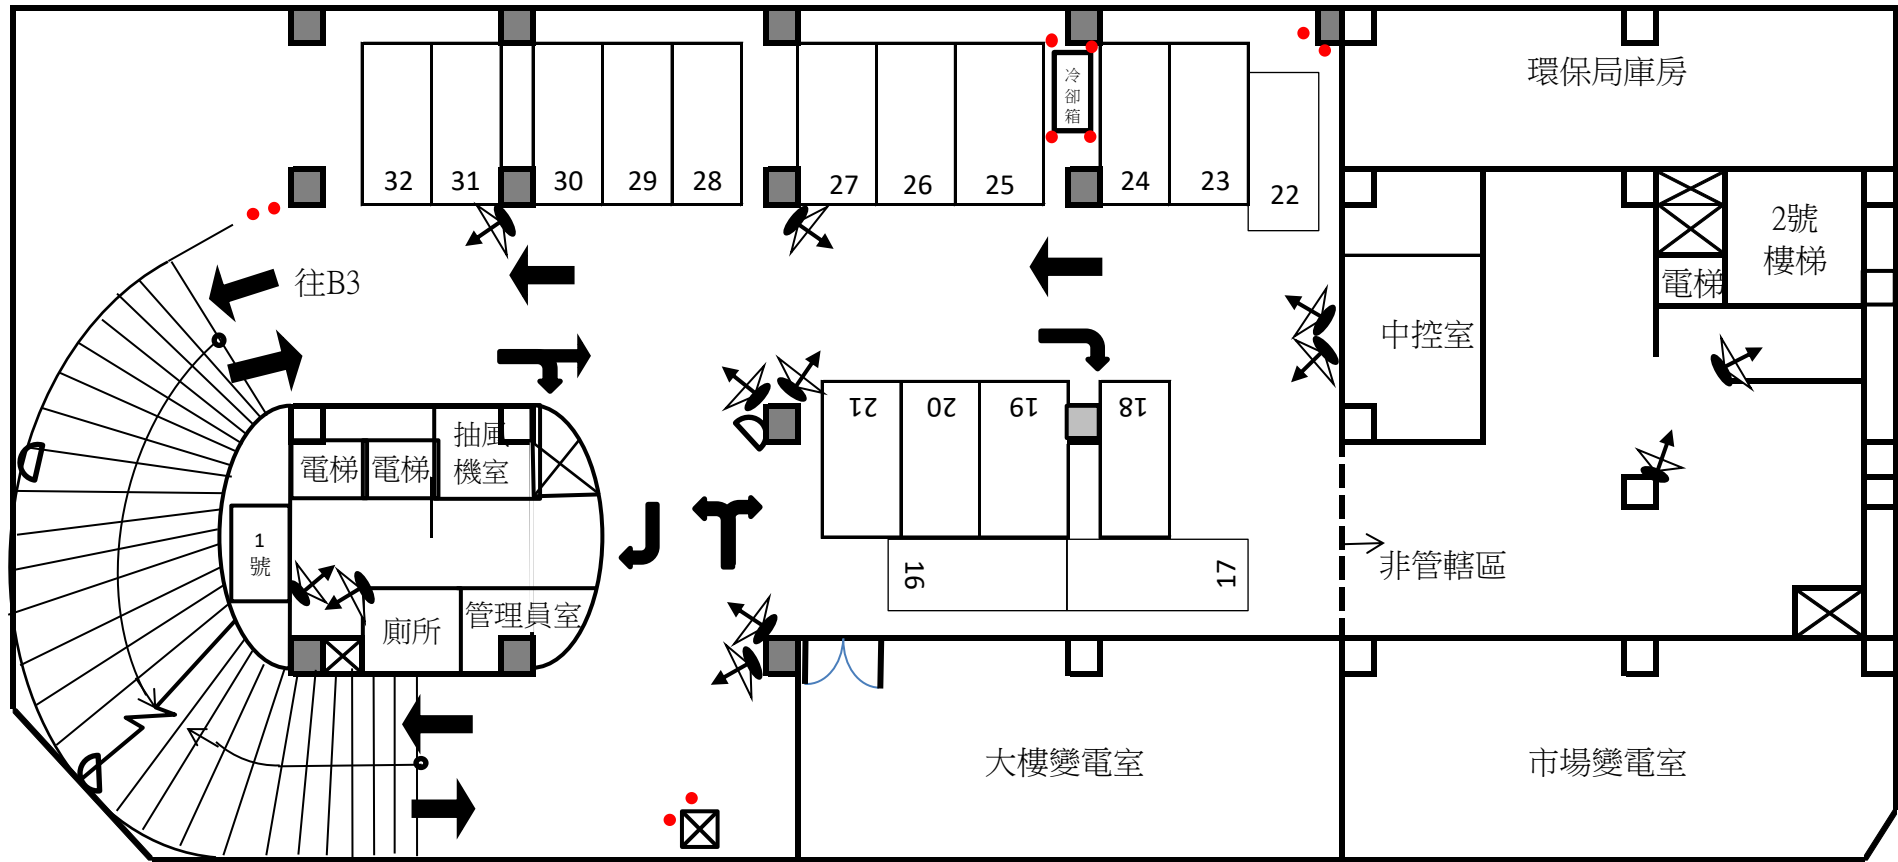 環保局庫房
冷
卻
箱
32
31
30
29
28
27
26
25
24
23
22
2號
樓梯
電梯
往B3
中控室
21
20
19
18
抽風
機室
電梯
電梯
1
號
16
17
非管轄區
廁所
管理員室
大樓變電室
市場變電室